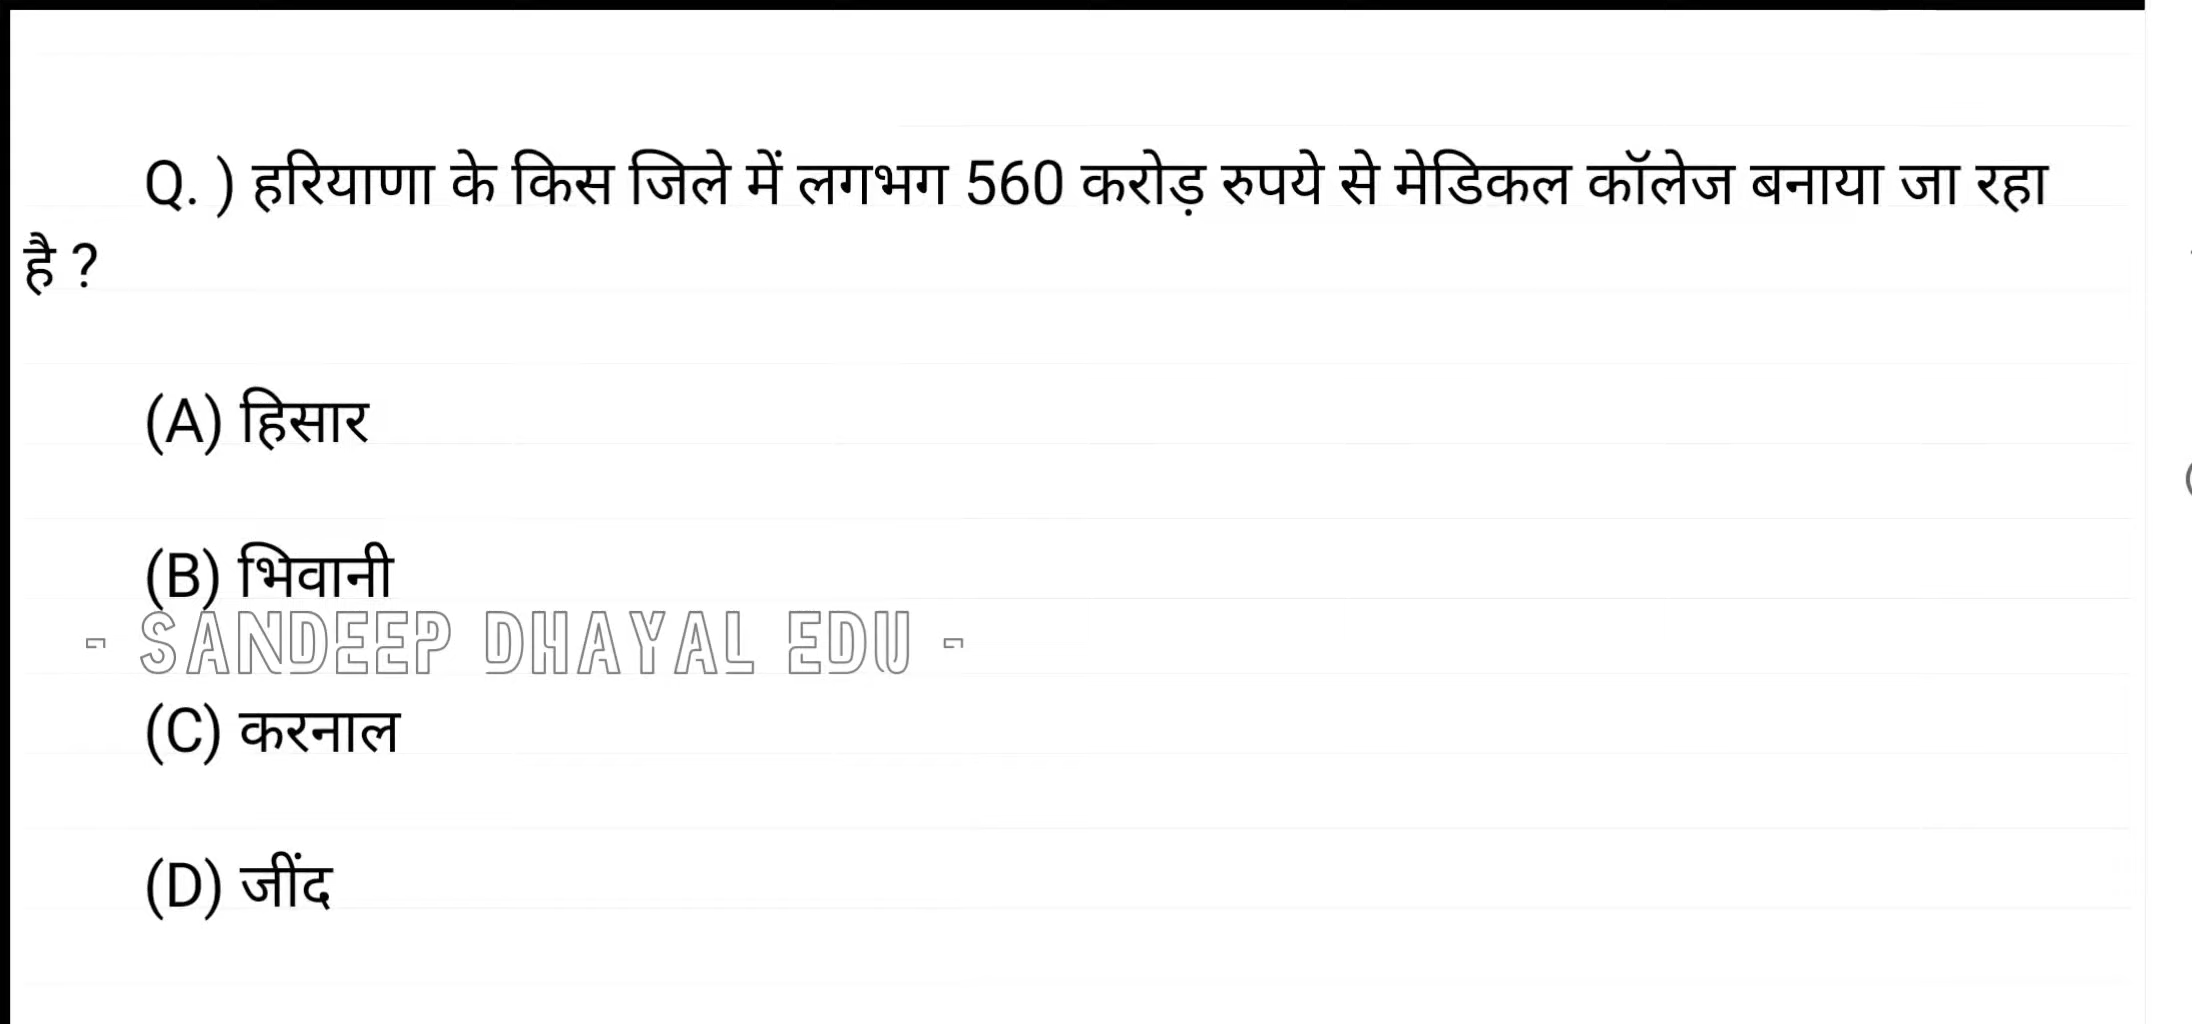 Q. ) हरियाणा के किस जिले में लगभग 560 करोड़ रुपये से मेडिकल कॉलेज बनाया जा रहा
है ?
(A) हिसार
(B) भिवानी
- SANDEEP DHAYAL EDU -
(C) करनाल
(D) जींद